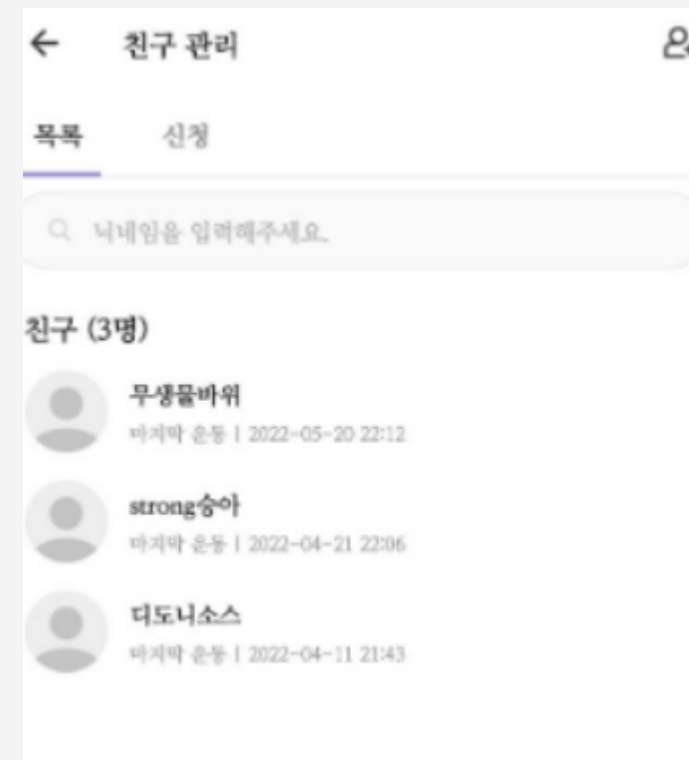 친구 관리
목록 신청
닉네임을 입력해주세요.
친구 (3명)
무생물바위
마지막 운동 | 2022-05-20 22:12
strong승아
마지막 운동 | 2022-04-21 22:06
디도니소스
마지막 운동 | 2022-04-11 21:43